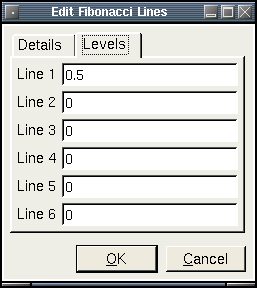 Edit Fibonacci Lines
Details Levels
Line 1 0.5
Line 2 0
Line 3 0
Line 4 0
Line 5 0
Line 6 0
OK Cancel